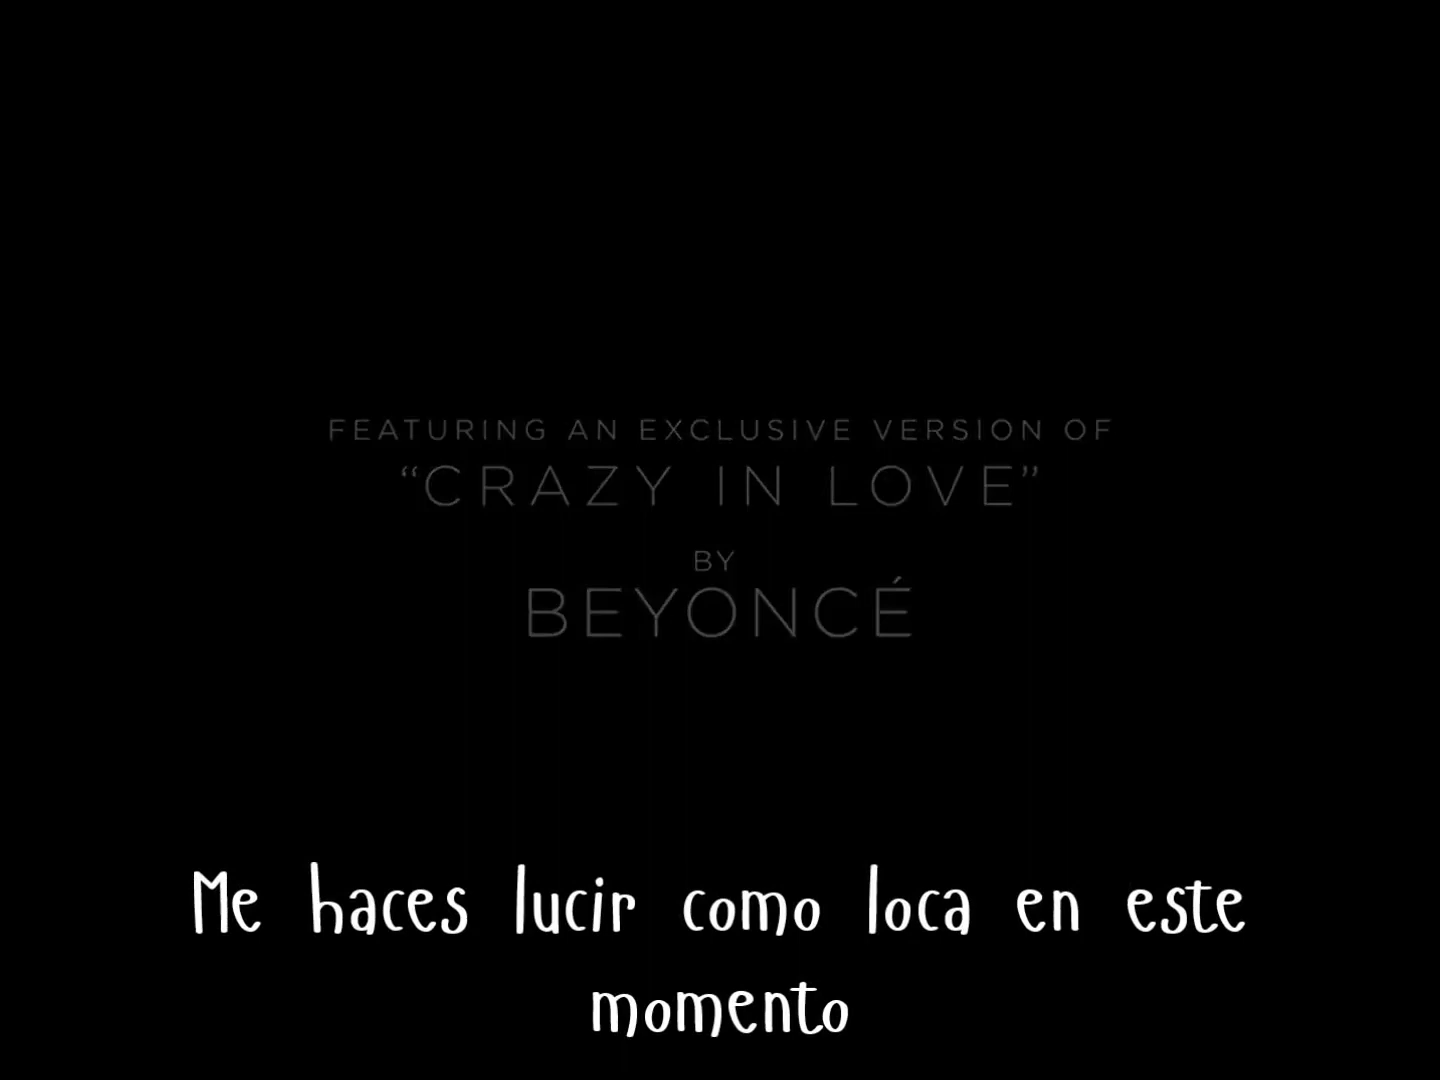 FEATURING AN EXCLUSIVE VERSION OF
“CRAZY IN LOVE”
BY
BEYONCÉ
Me haces lucir como loca en este
momento